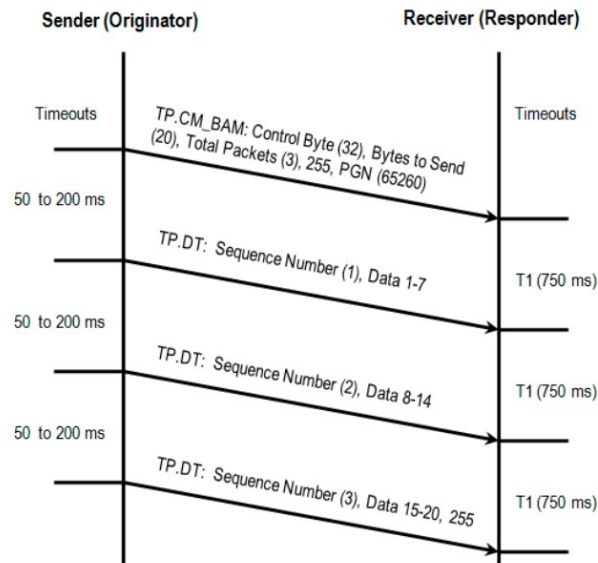 Sender (Originator)
Receiver (Responder)
Timeouts
Timeouts
TP.CM_BAM: Control Byte (32), Bytes to Send
(20), Total Packets (3), 255, PGN (65260)
50 to 200 ms
TP.DT: Sequence Number (1), Data 1-7
T1 (750 ms)
50 to 200 ms
TP.DT: Sequence Number (2), Data 8-14
T1 (750 ms)
50 to 200 ms
TP.DT: Sequence Number (3), Data 15-20, 255
T1 (750 ms)